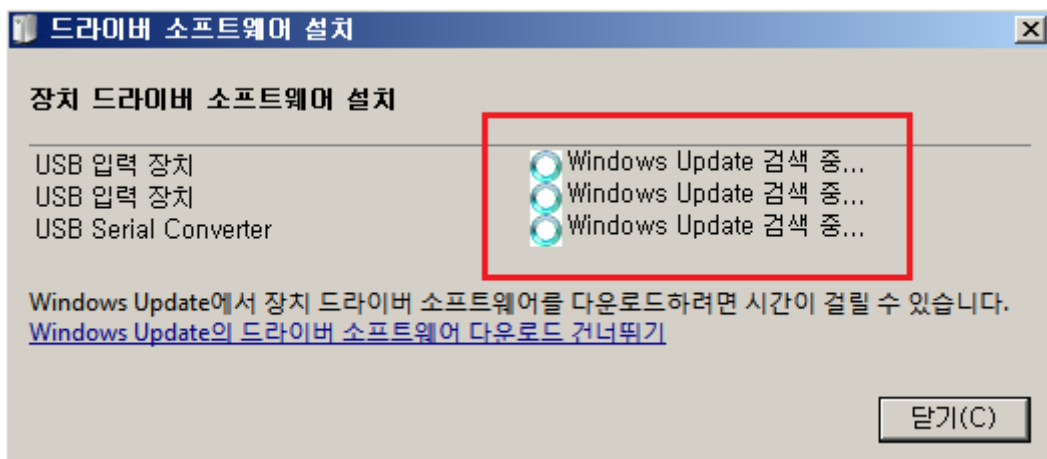 드라이버 소프트웨어 설치
장치 드라이버 소프트웨어 설치
USB 입력 장치 Windows Update 검색 중...
USB 입력 장치 Windows Update 검색 중...
USB Serial Converter Windows Update 검색 중...
Windows Update에서 장치 드라이버 소프트웨어를 다운로드하려면 시간이 걸릴 수 있습니다.
Windows Update의 드라이버 소프트웨어 다운로드 건너뛰기
닫기(C)